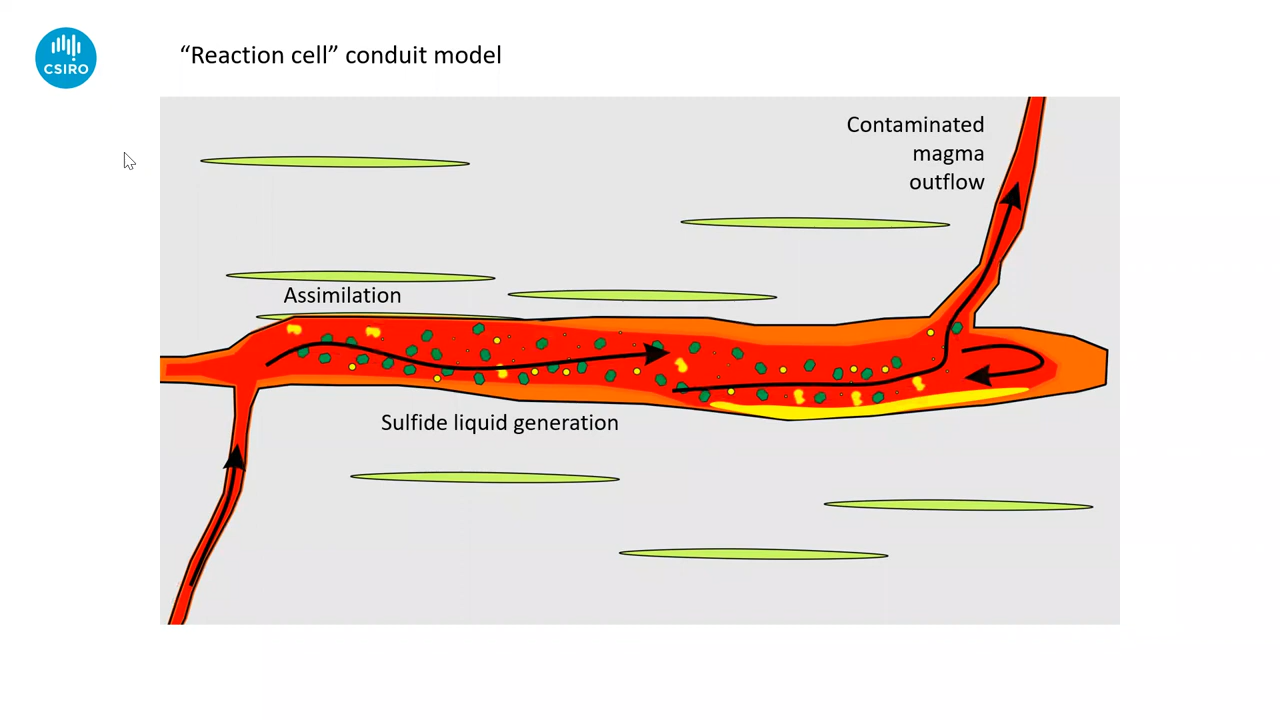 CSIRO
“Reaction cell” conduit model
Contaminated
magma
outflow
Assimilation
Sulfide liquid generation